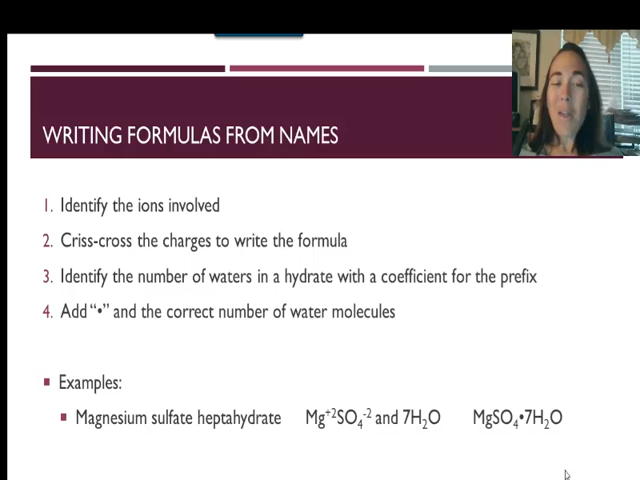 WRITING FORMULAS FROM NAMES
1. Identify the ions involved
2. Criss-cross the charges to write the formula
3. Identify the number of waters in a hydrate with a coefficient for the prefix
4. Add “•” and the correct number of water molecules
Examples:
Magnesium sulfate heptahydrate Mg⁺²SO₄⁻² and 7H₂O MgSO₄•7H₂O